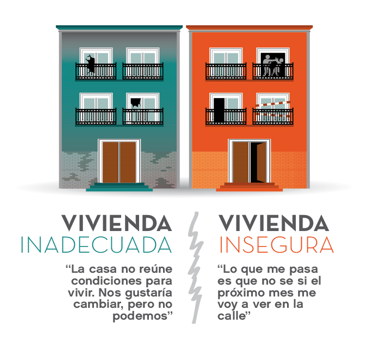 VIVIENDA
INADECUADA
“La casa no reúne
condiciones para
vivir. Nos gustaría
cambiar, pero no
podemos”
VIVIENDA
INSEGURA
“Lo que me pasa
es que no se si el
próximo mes me
voy a ver en la
calle”